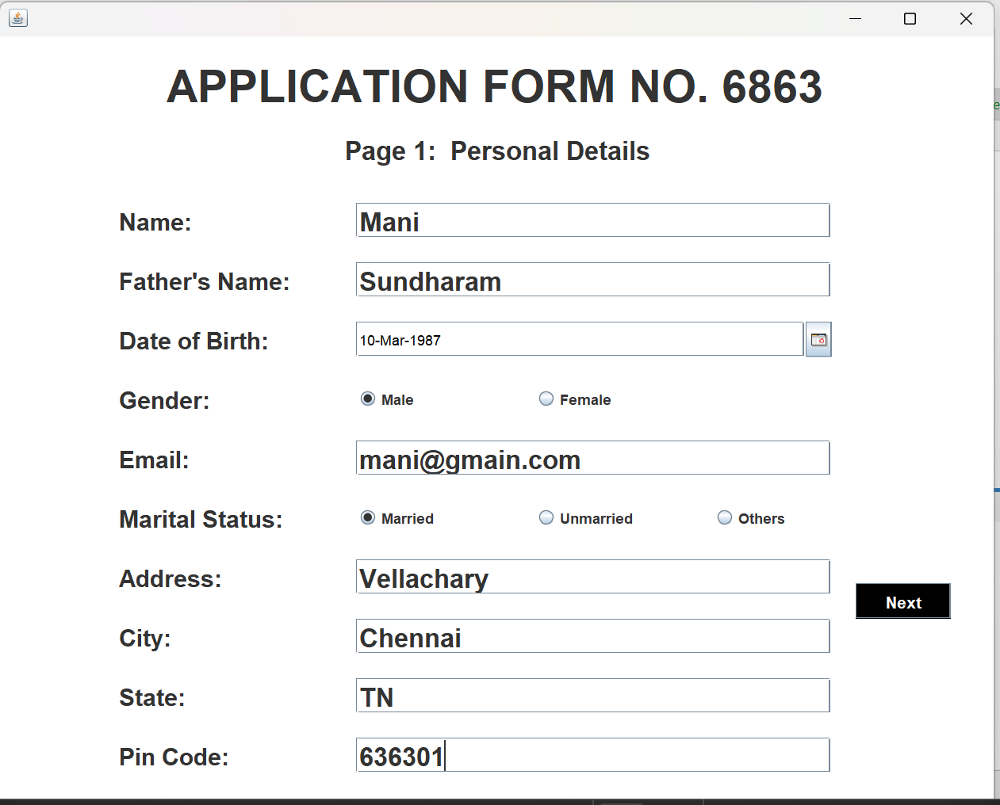 APPLICATION FORM NO. 6863
Page 1: Personal Details
Name: Mani
Father's Name: Sundharam
Date of Birth: 10-Mar-1987
Gender: Male Female
Email: mani@gmain.com
Marital Status: Married Unmarried Others
Address: Vellachary
Next
City: Chennai
State: TN
Pin Code: 636301